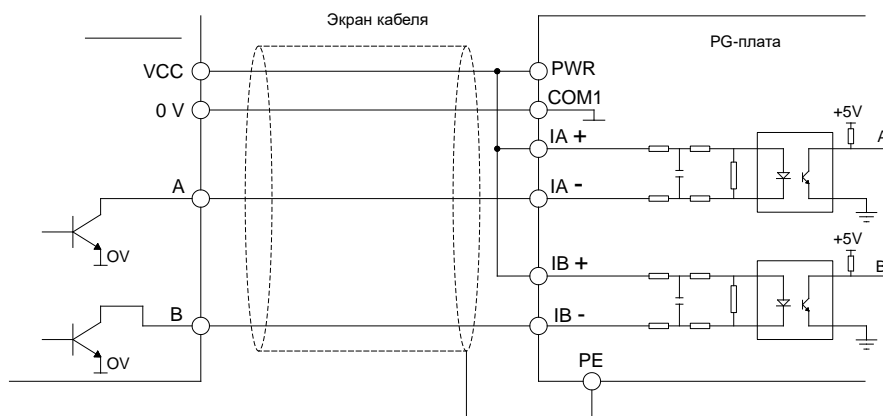 Экран кабеля
PG-плата
VCC
PWR
0 V
COM1
+5V
IA +
A
A
IA -
OV
+5V
IB +
B
B
IB -
OV
PE